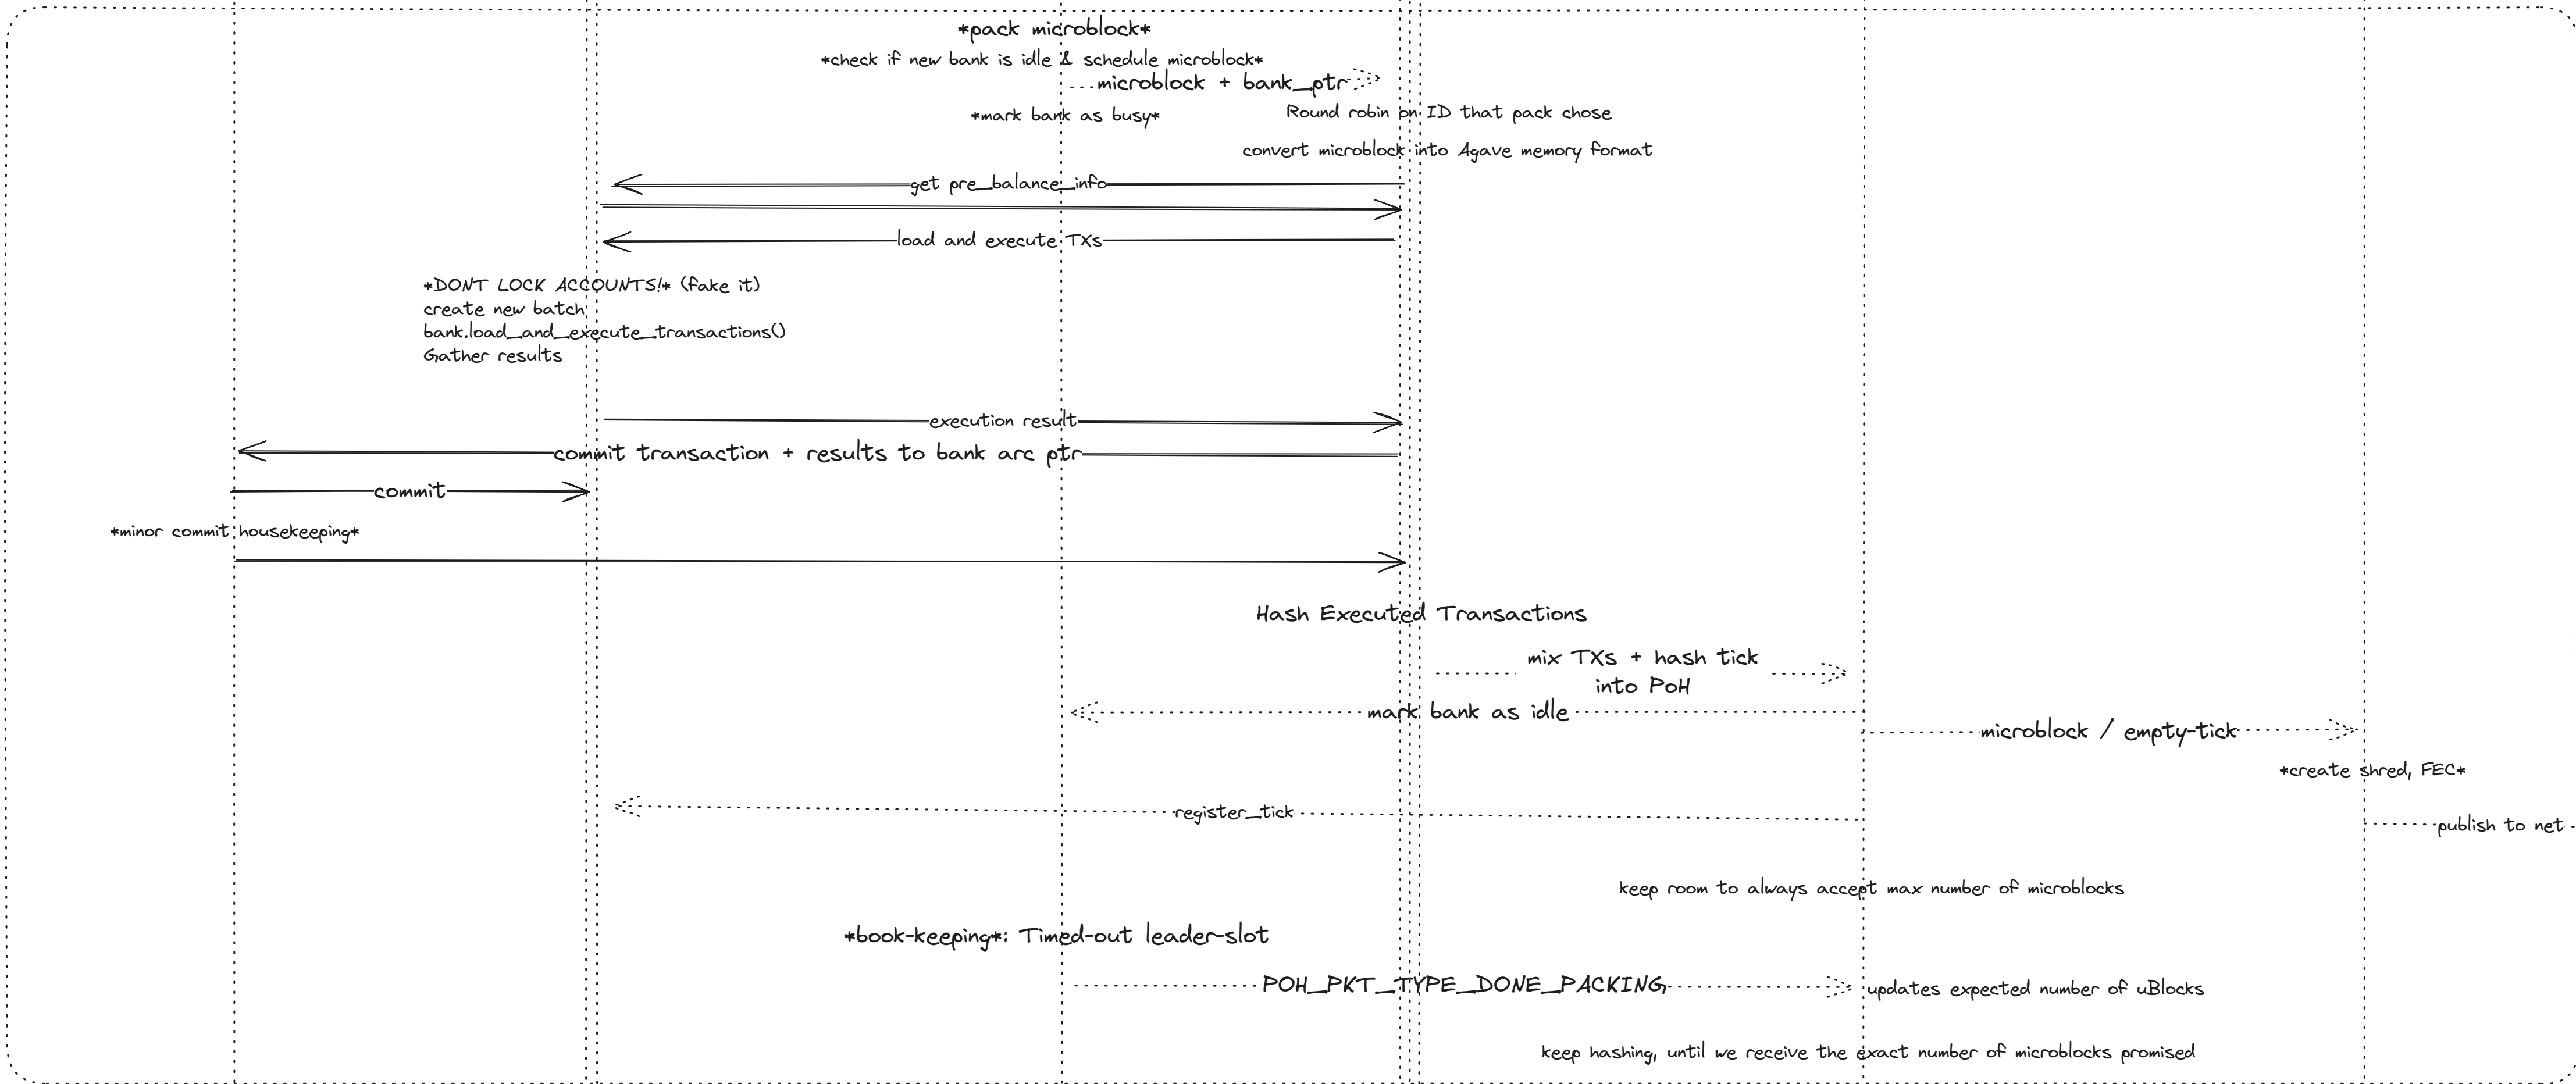 *pack microblock*
*check if new bank is idle & schedule microblock*
microblock + bank_ptr
*mark bank as busy*
Round robin on ID that pack chose
convert microblock into Agave memory format
get pre_balance_info
load and execute TXs
*DONT LOCK ACCOUNTS!* (fake it)
create new batch
bank.load_and_execute_transactions()
Gather results
execution result
commit transaction + results to bank arc ptr
commit
*minor commit housekeeping*
Hash Executed Transactions
mix TXs + hash tick
into PoH
mark bank as idle
microblock / empty-tick
*create shred, FEC*
register_tick
publish to net
keep room to always accept max number of microblocks
*book-keeping*: Timed-out leader-slot
POH_PKT_TYPE_DONE_PACKING
updates expected number of uBlocks
keep hashing, until we receive the exact number of microblocks promised